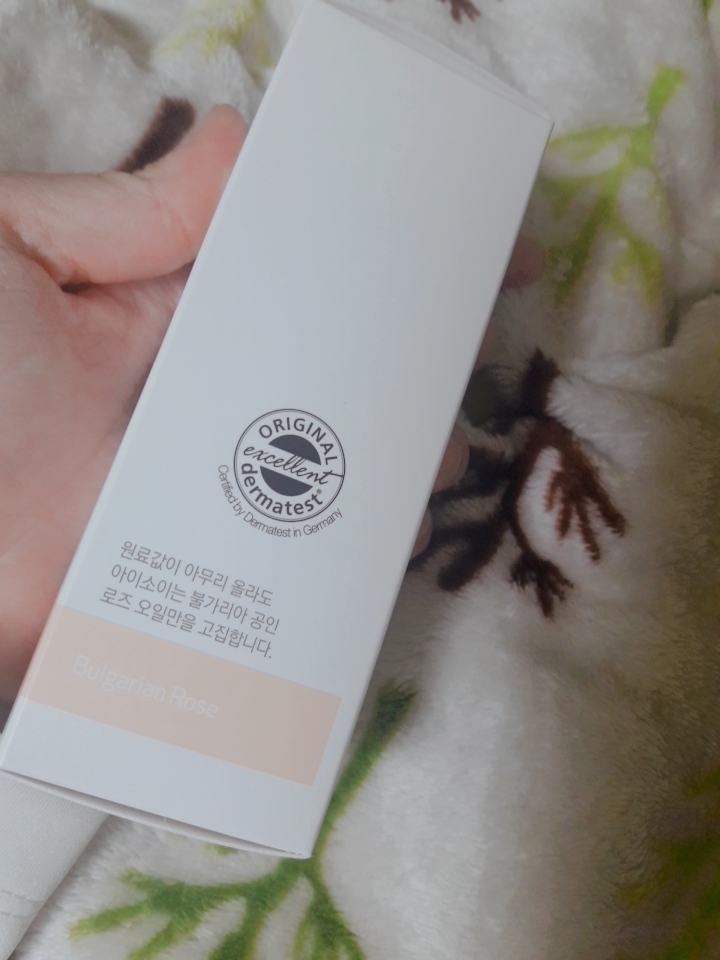 ORIGINAL
excellent
dermatest®
Certified by Dermatest in Germany
원료값이 아무리 올라도
아이소이는 불가리아 공인
로즈 오일만을 고집합니다.
Bulgarian Rose